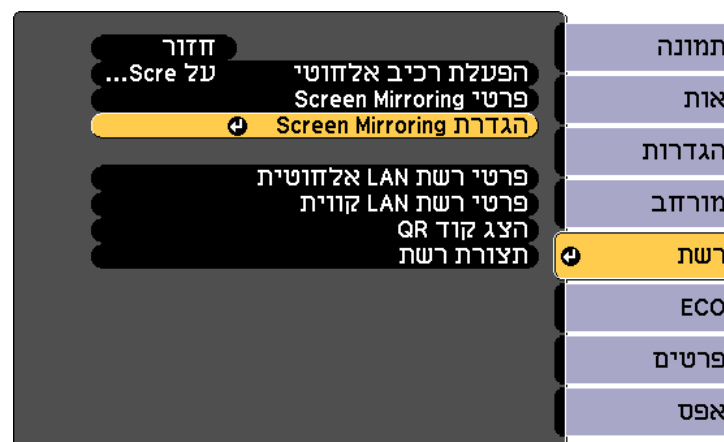 חזור
הפעלת רכיב אלחוטי על Scre...
פרטי Screen Mirroring
הגדרת Screen Mirroring
פרטי רשת LAN אלחוטית
פרטי רשת LAN קווית
הצג קוד QR
תצורת רשת
תמונה
אות
הגדרות
מורחב
רשת
ECO
פרטים
אפס